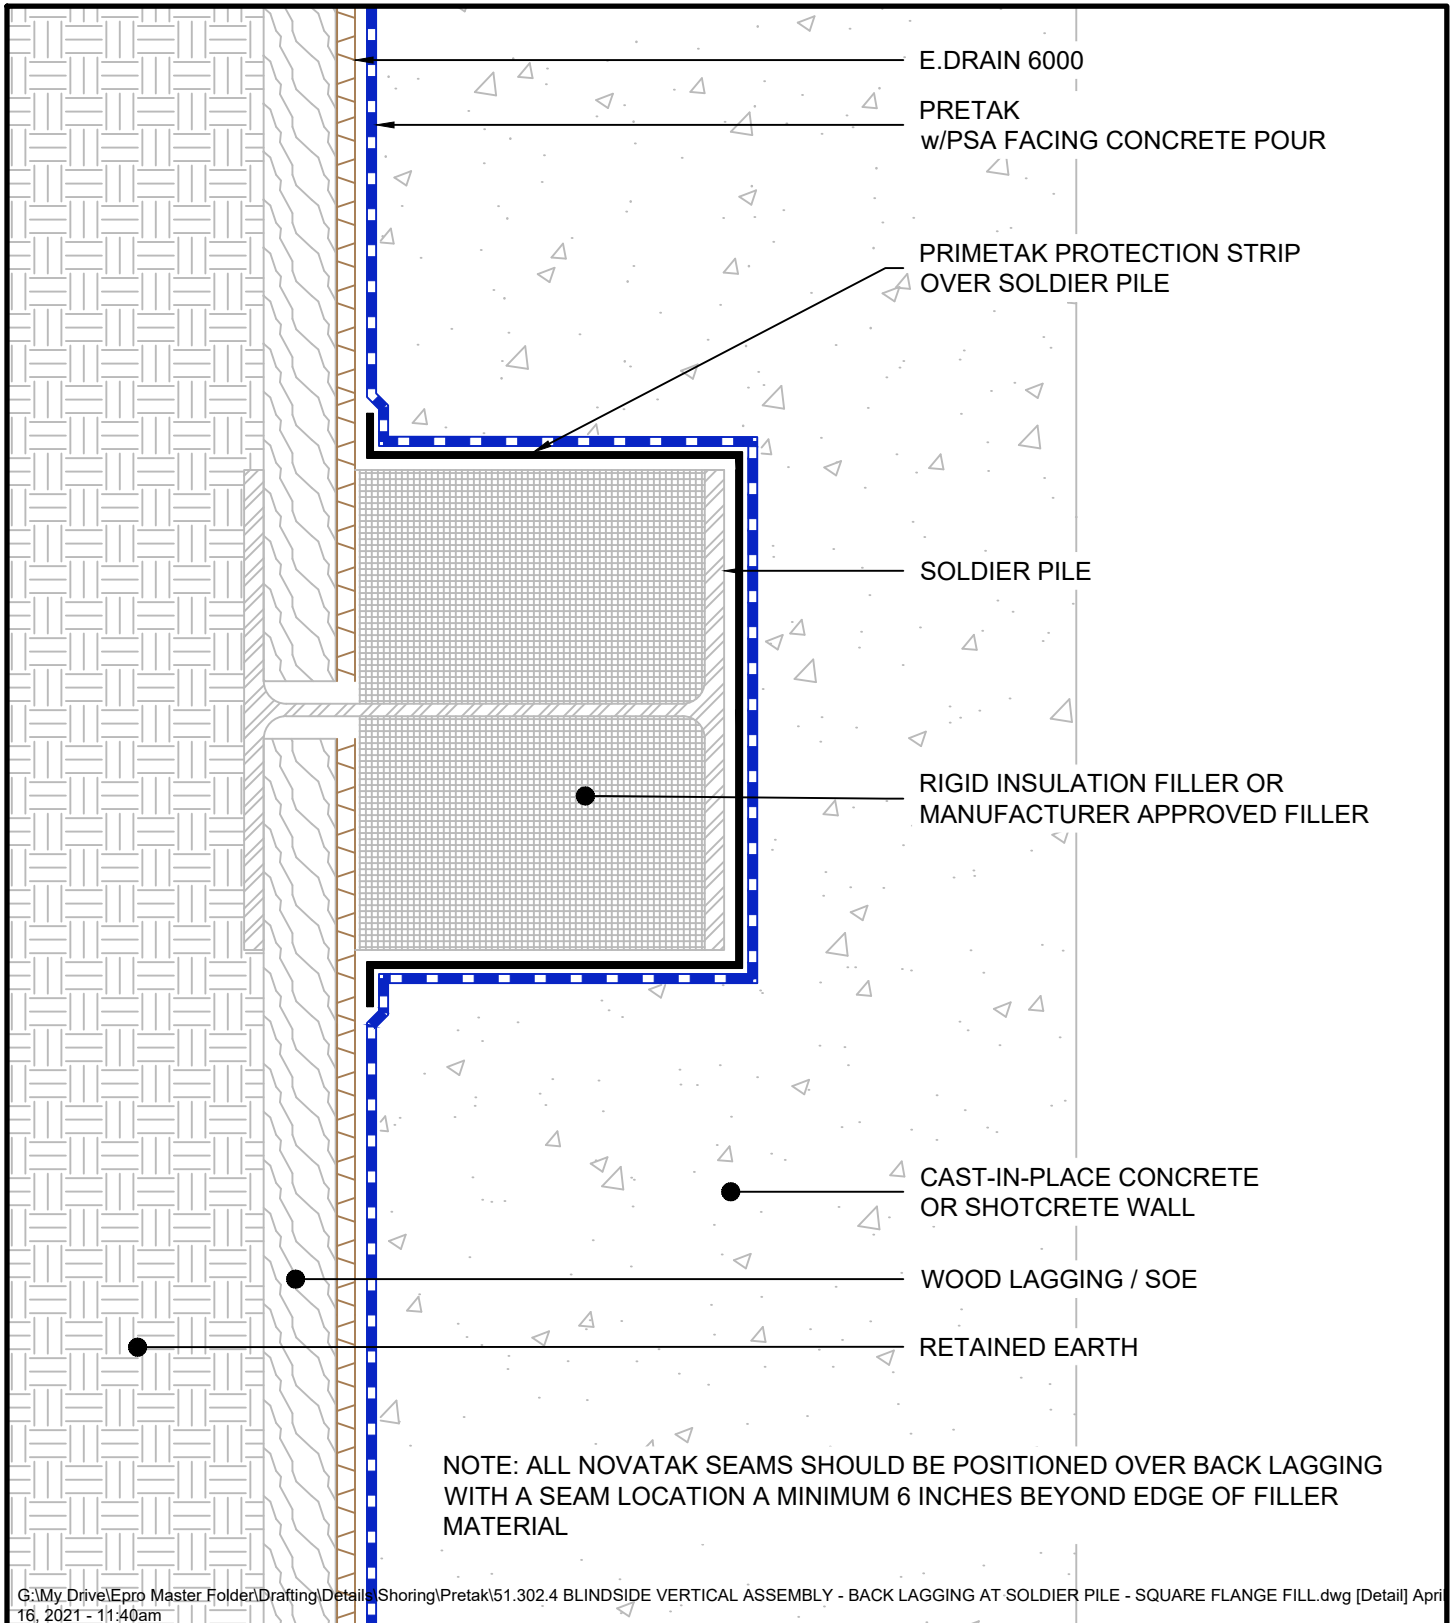 E.DRAIN 6000
PRETAK
w/PSA FACING CONCRETE POUR
PRIMETAK PROTECTION STRIP
OVER SOLDIER PILE
SOLDIER PILE
RIGID INSULATION FILLER OR
MANUFACTURER APPROVED FILLER
CAST-IN-PLACE CONCRETE
OR SHOTCRETE WALL
WOOD LAGGING / SOE
RETAINED EARTH
NOTE: ALL NOVATAK SEAMS SHOULD BE POSITIONED OVER BACK LAGGING
WITH A SEAM LOCATION A MINIMUM 6 INCHES BEYOND EDGE OF FILLER
MATERIAL
G:\My Drive\Epro Master Folder\Drafting\Details\Shoring\Pretak\51.302.4 BLINDSIDE VERTICAL ASSEMBLY - BACK LAGGING AT SOLDIER PILE - SQUARE FLANGE FILL.dwg [Detail] April
16, 2021 - 11:40am